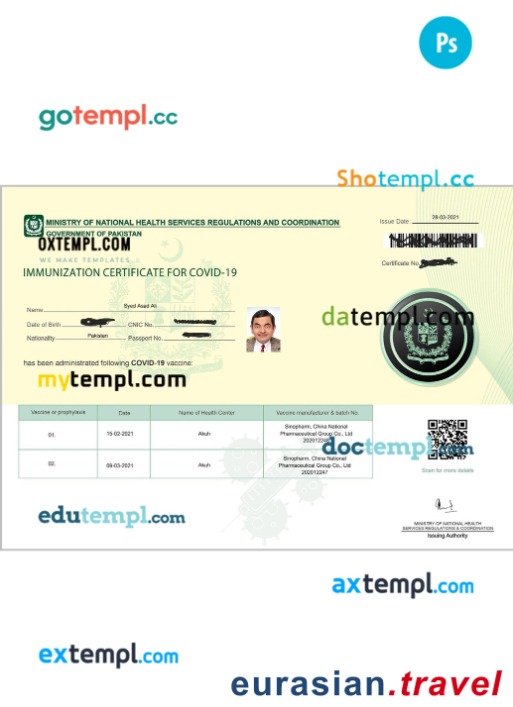 Ps
gotempl.cc
Shotempl.cc
MINISTRY OF NATIONAL HEALTH SERVICES REGULATIONS AND COORDINATION
GOVERNMENT OF PAKISTAN
Issue Date 28-03-2021
OXTEMPL.COM
WE MAKE TEMPLATES
Certificate No.
IMMUNIZATION CERTIFICATE FOR COVID-19
Name Syed Asad Ali
Date of Birth CNIC No.
Nationality Pakistan Passport No.
datempl.com
has been administrated following COVID-19 vaccine
mytempl.com
Vaccine or prophylaxis Date Name of Health Center Vaccine manufacturer & batch No.
01. 15-02-2021 Akuh Sinopharm, China National
Pharmaceutical Group Co., Ltd
doctempl.com
02. 09-03-2021 Akuh Sinopharm, China National
Pharmaceutical Group Co., Ltd
202012247
Scan for more details
edutempl.com
MINISTRY OF NATIONAL HEALTH
SERVICES REGULATIONS & COORDINATION
Issuing Authority
axtempl.com
extempl.com
eurasian.travel